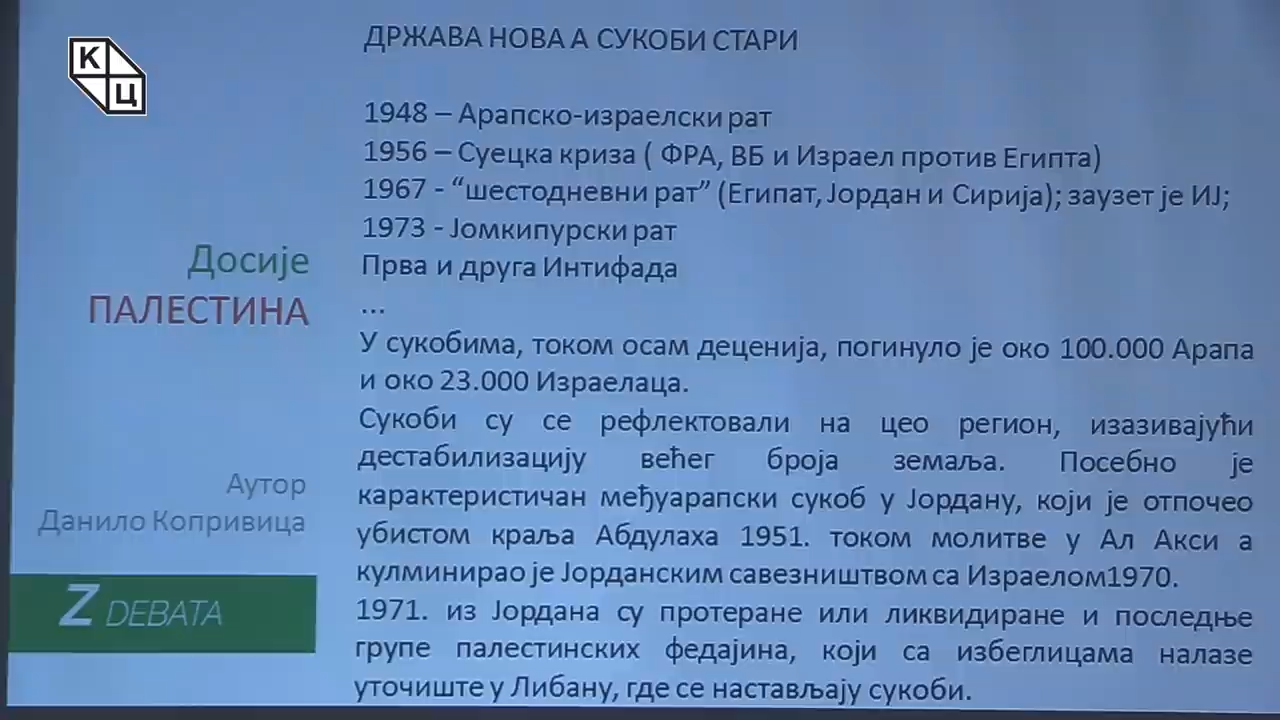 К
Ц
ДРЖАВА НОВА А СУКОБИ СТАРИ
1948 – Арапско-израелски рат
1956 – Суецка криза ( ФРА, ВБ и Израел против Египта)
1967 - “шестодневни рат” (Египат, Јордан и Сирија); заузет је ИЈ;
1973 - Јомкипурски рат
Прва и друга Интифада
...
У сукобима, током осам деценија, погинуло је око 100.000 Арапа
и око 23.000 Израелаца.
Сукоби су се рефлектовали на цео регион, изазивајући
дестабилизацију већег броја земаља. Посебно је
карактеристичан међуарапски сукоб у Јордану, који је отпочео
убистом краља Абдулаха 1951. током молитве у Ал Акси а
кулминирао је Јорданским савезништвом са Израелом1970.
1971. из Јордана су протеране или ликвидиране и последње
групе палестинских федајина, који са избеглицама налазе
уточиште у Либану, где се настављају сукоби.
Досије
ПАЛЕСТИНА
Аутор
Данило Копривица
Z DEBATA